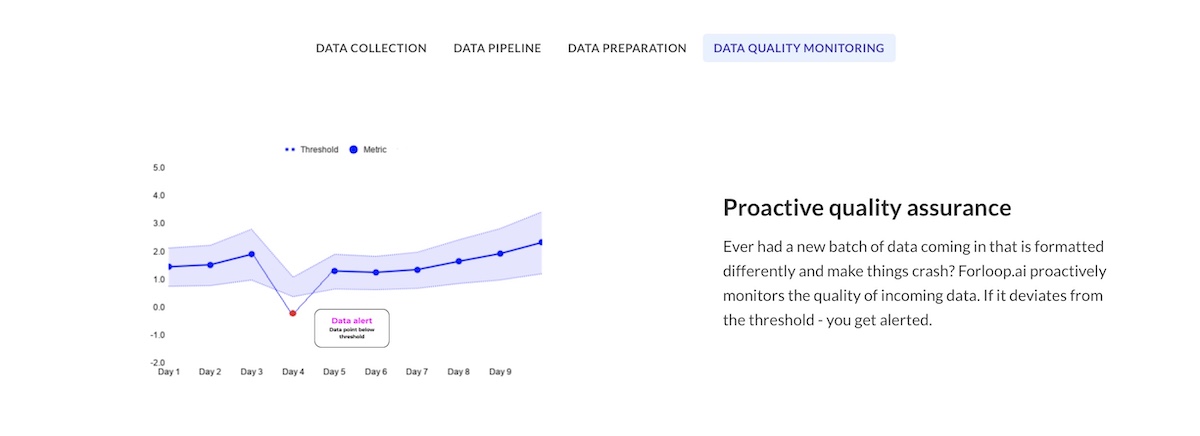 DATA COLLECTION DATA PIPELINE DATA PREPARATION DATA QUALITY MONITORING
Threshold Metric
5.0
4.0
3.0
2.0
1.0
0.0
-1.0
-2.0
Data alert
Data point below
threshold
Day 1 Day 2 Day 3 Day 4 Day 5 Day 6 Day 7 Day 8 Day 9
Proactive quality assurance
Ever had a new batch of data coming in that is formatted
differently and make things crash? Forloop.ai proactively
monitors the quality of incoming data. If it deviates from
the threshold - you get alerted.